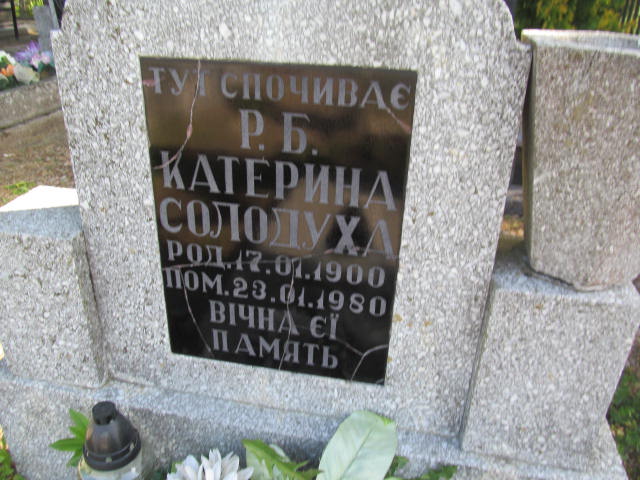 ТУТ СПОЧИВАЄ
Р. Б.
КАТЕРИНА
СОЛОДУХА
РОД. 17.01.1900
ПОМ. 23.01.1980
ВІЧНА ЄЇ
ПАМЯТЬ